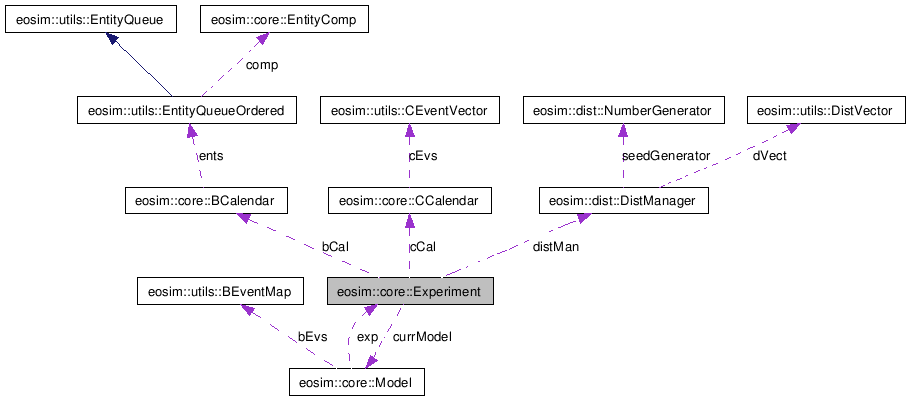 eosim::utils::EntityQueue
eosim::core::EntityComp
comp
eosim::utils::EntityQueueOrdered
eosim::utils::CEventVector
eosim::dist::NumberGenerator
eosim::utils::DistVector
ents
cEvs
seedGenerator
dVect
eosim::core::BCalendar
eosim::core::CCalendar
eosim::dist::DistManager
bCal
cCal
distMan
eosim::utils::BEventMap
eosim::core::Experiment
bEvs
exp
currModel
eosim::core::Model